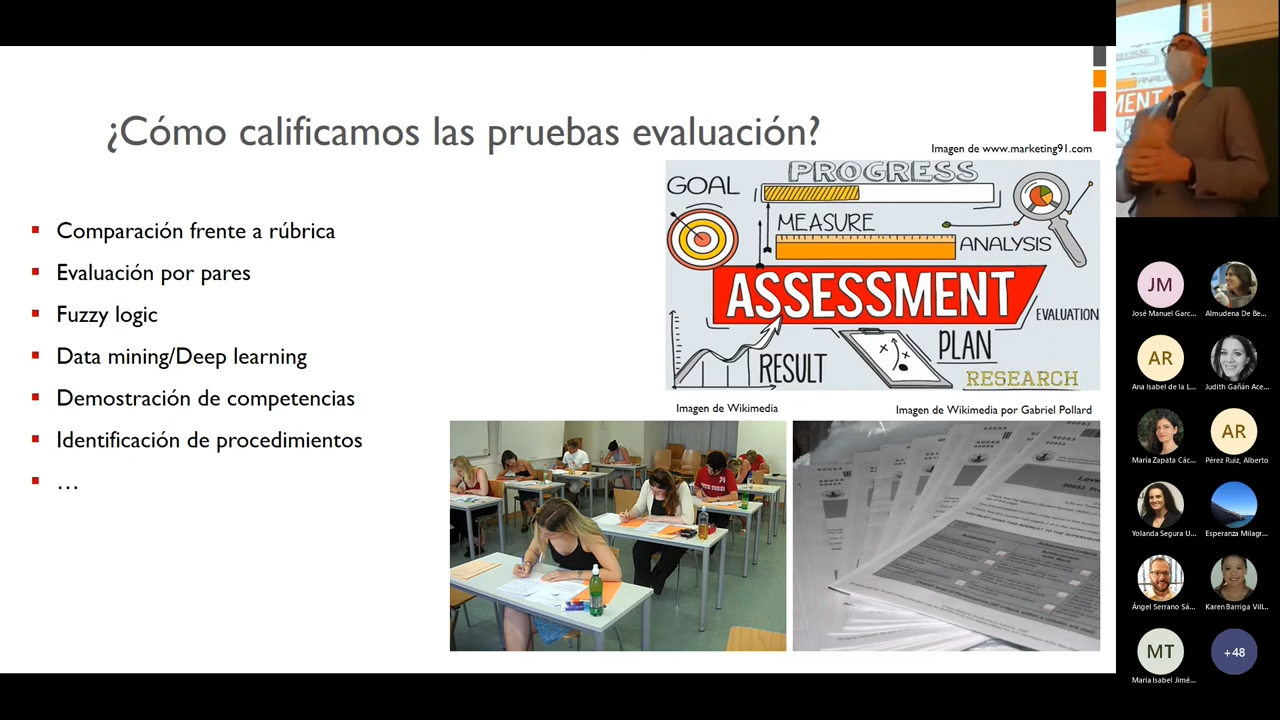 ¿Cómo calificamos las pruebas evaluación?
Imagen de www.marketing91.com
Comparación frente a rúbrica
Evaluación por pares
Fuzzy logic
Data mining/Deep learning
Demostración de competencias
Identificación de procedimientos
...
GOAL
PROGRESS
MEASURE
ANALYSIS
ASSESSMENT
EVALUATION
RESULT
PLAN
RESEARCH
Imagen de Wikimedia
Imagen de Wikimedia por Gabriel Pollard
JM
José Manuel Garc...
Almudena De Be...
AR
Ana Isabel de la L...
Judith Gañán Ace...
María Zapata Các...
AR
Pérez Ruiz, Alberto
Yolanda Segura U...
Esperanza Milagr...
Ángel Serrano Sá...
Karen Barriga Vill...
MT
Maria Isabel Jimé...
+48